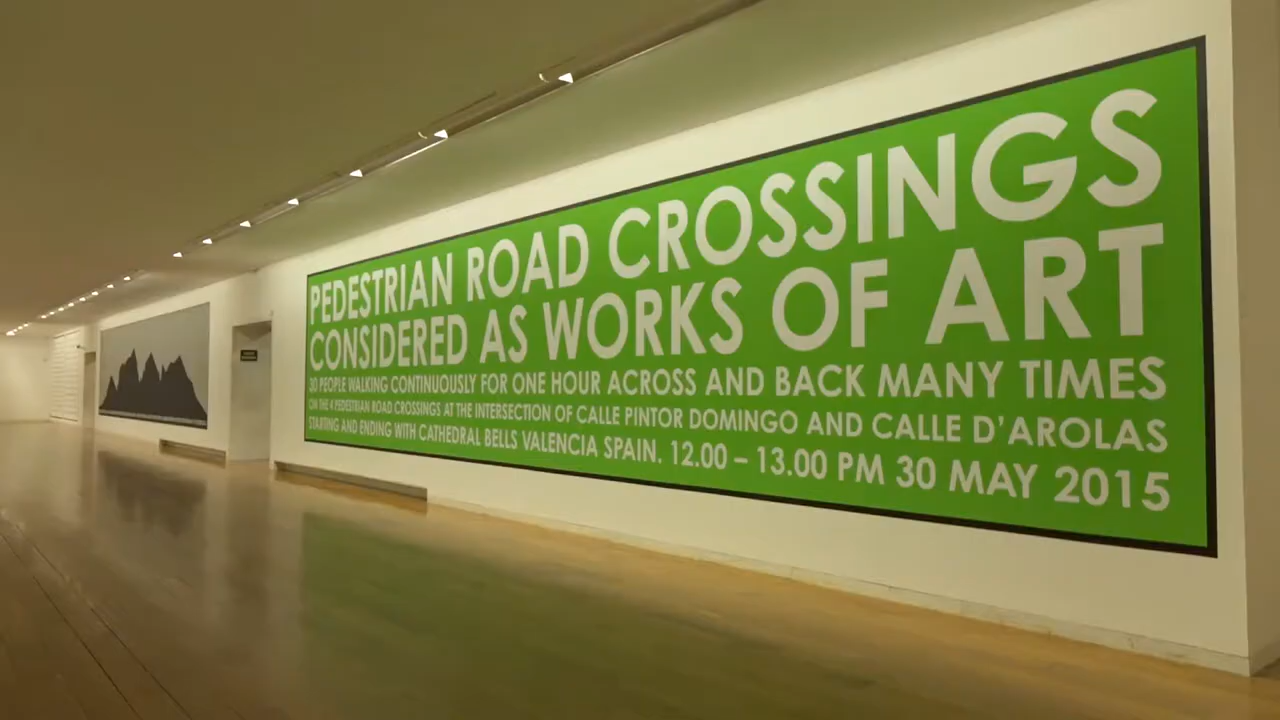 PEDESTRIAN ROAD CROSSINGS
CONSIDERED AS WORKS OF ART
30 PEOPLE WALKING CONTINUOUSLY FOR ONE HOUR ACROSS AND BACK MANY TIMES
ON THE 4 PEDESTRIAN ROAD CROSSINGS AT THE INTERSECTION OF CALLE PINTOR DOMINGO AND CALLE D'AROLAS
STARTING AND ENDING WITH CATHEDRAL BELLS VALENCIA SPAIN. 12.00 – 13.00 PM 30 MAY 2015